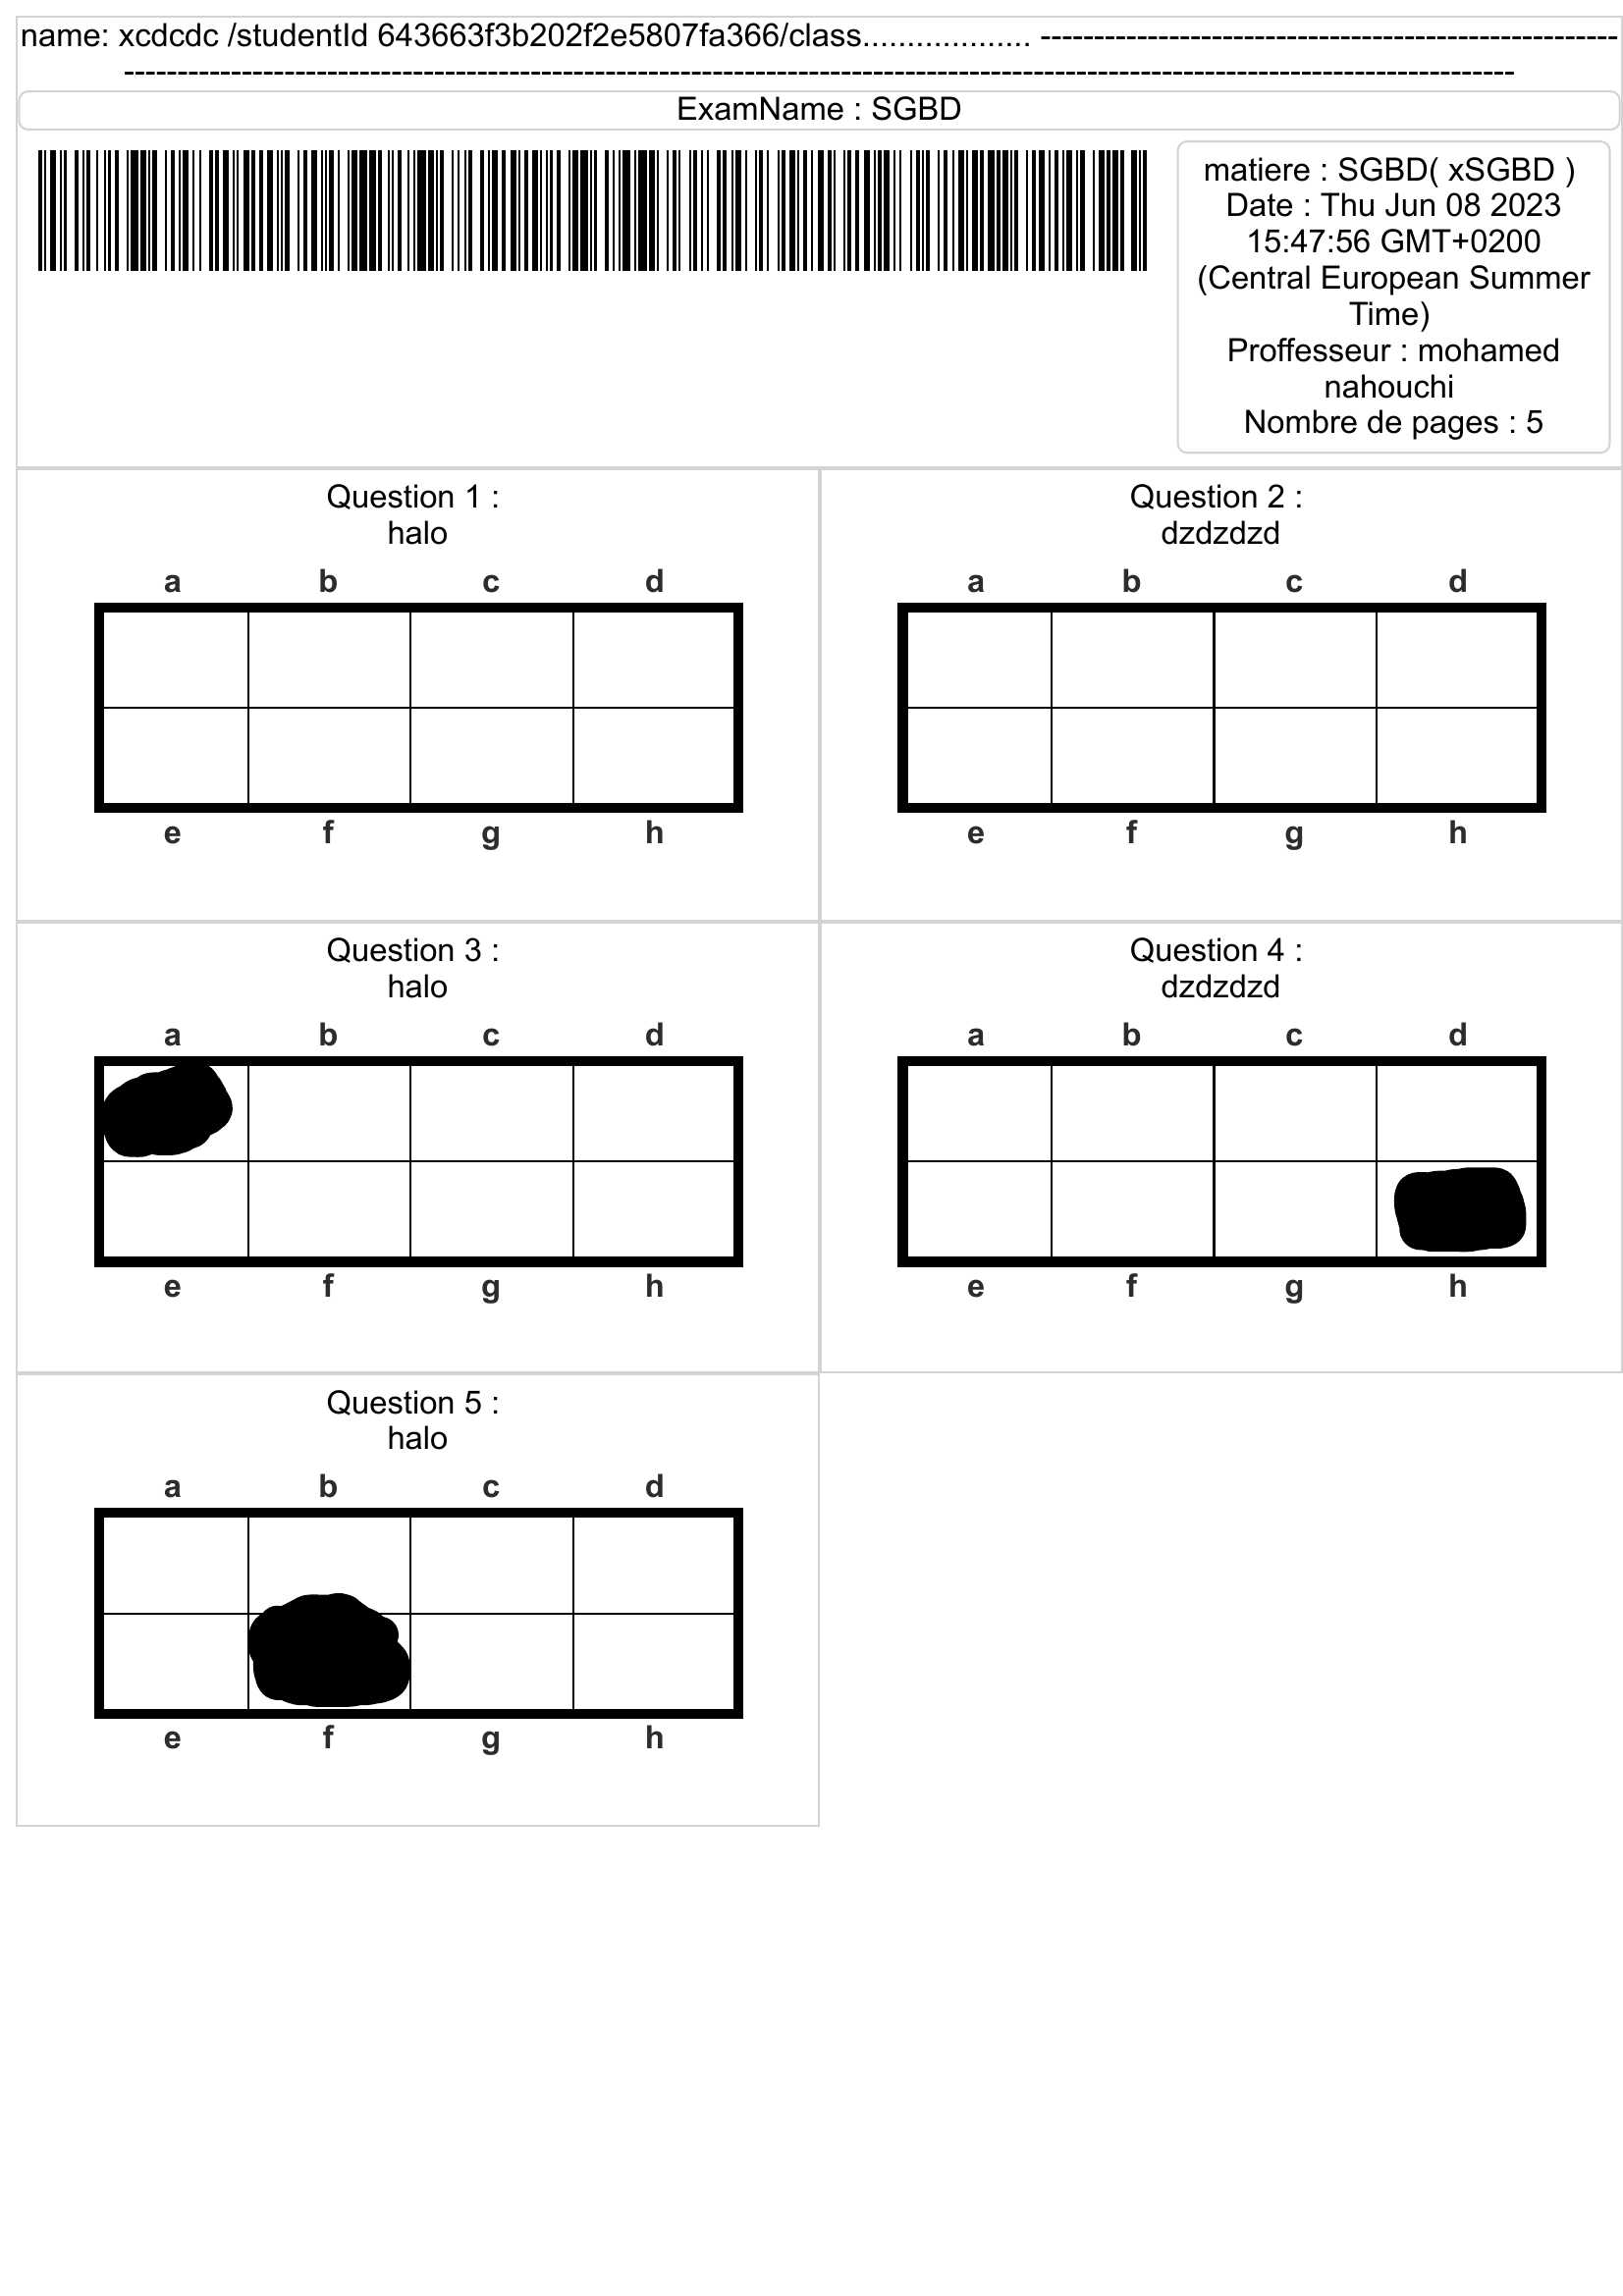 name: xcdcdc /studentId 643663f3b202f2e5807fa366/class................... ------------------------------------------------------
----------------------------------------------------------------------------------------------------------------------------------
ExamName : SGBD
matiere : SGBD( xSGBD )
Date : Thu Jun 08 2023
15:47:56 GMT+0200
(Central European Summer
Time)
Proffesseur : mohamed
nahouchi
Nombre de pages : 5
Question 1 :
halo
a b c d
e f g h
Question 2 :
dzdzdzd
a b c d
e f g h
Question 3 :
halo
a b c d
e f g h
Question 4 :
dzdzdzd
a b c d
e f g h
Question 5 :
halo
a b c d
e f g h